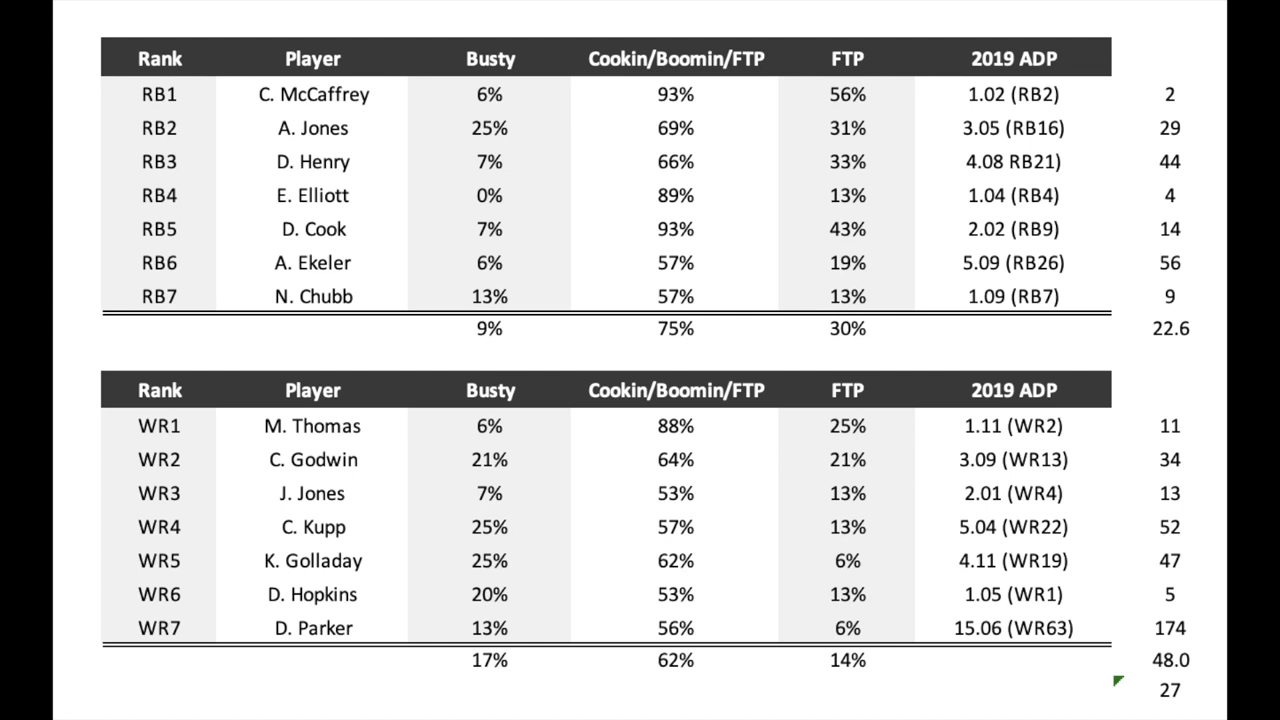 Rank Player Busty Cookin/Boomin/FTP FTP 2019 ADP
RB1 C. McCaffrey 6% 93% 56% 1.02 (RB2) 2
RB2 A. Jones 25% 69% 31% 3.05 (RB16) 29
RB3 D. Henry 7% 66% 33% 4.08 RB21) 44
RB4 E. Elliott 0% 89% 13% 1.04 (RB4) 4
RB5 D. Cook 7% 93% 43% 2.02 (RB9) 14
RB6 A. Ekeler 6% 57% 19% 5.09 (RB26) 56
RB7 N. Chubb 13% 57% 13% 1.09 (RB7) 9
9% 75% 30% 22.6
Rank Player Busty Cookin/Boomin/FTP FTP 2019 ADP
WR1 M. Thomas 6% 88% 25% 1.11 (WR2) 11
WR2 C. Godwin 21% 64% 21% 3.09 (WR13) 34
WR3 J. Jones 7% 53% 13% 2.01 (WR4) 13
WR4 C. Kupp 25% 57% 13% 5.04 (WR22) 52
WR5 K. Golladay 25% 62% 6% 4.11 (WR19) 47
WR6 D. Hopkins 20% 53% 13% 1.05 (WR1) 5
WR7 D. Parker 13% 56% 6% 15.06 (WR63) 174
17% 62% 14% 48.0
27